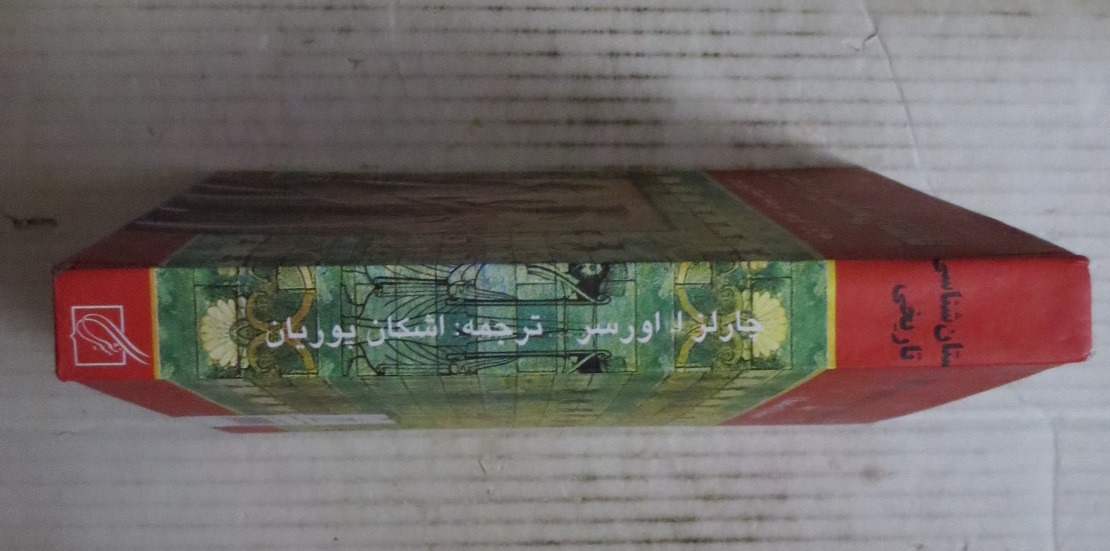 ستان‌شناسی
تاریخی
چارلز ا. اورسر ترجمه: اشکان پوریان